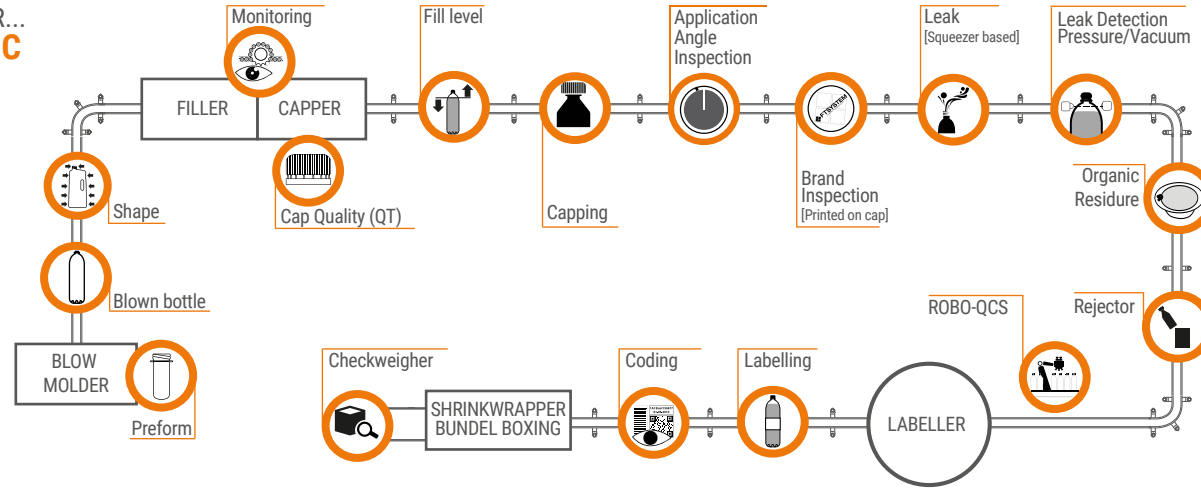 R...
C
Monitoring
Fill level
Application
Angle
Inspection
Leak
[Squeezer based]
Leak Detection
Pressure/Vacuum
FILLER
CAPPER
FTSYSTEM
Shape
Cap Quality (QT)
Capping
Brand
Inspection
[Printed on cap]
Organic
Residure
Blown bottle
ROBO-QCS
Rejector
BLOW
MOLDER
Preform
Checkweigher
SHRINKWRAPPER
BUNDEL BOXING
Coding
Labelling
LABELLER